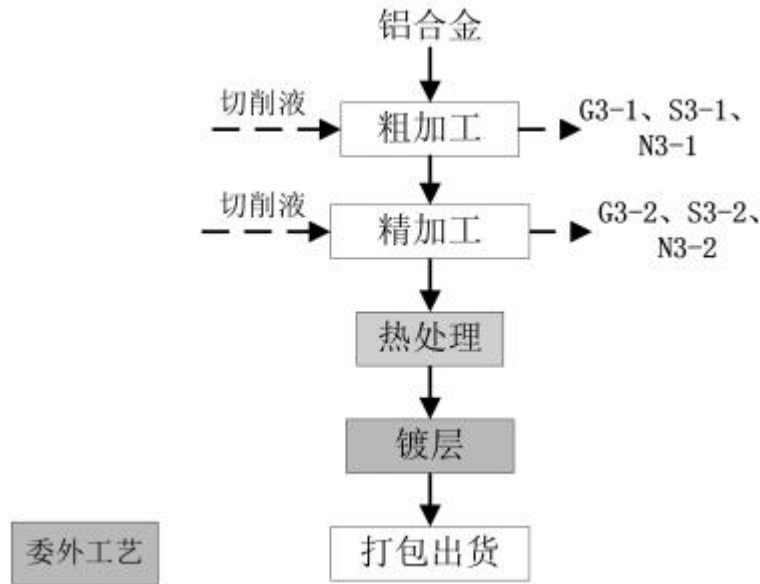 铝合金
切削液
粗加工
G3-1、S3-1、
N3-1
切削液
精加工
G3-2、S3-2、
N3-2
热处理
镀层
委外工艺
打包出货